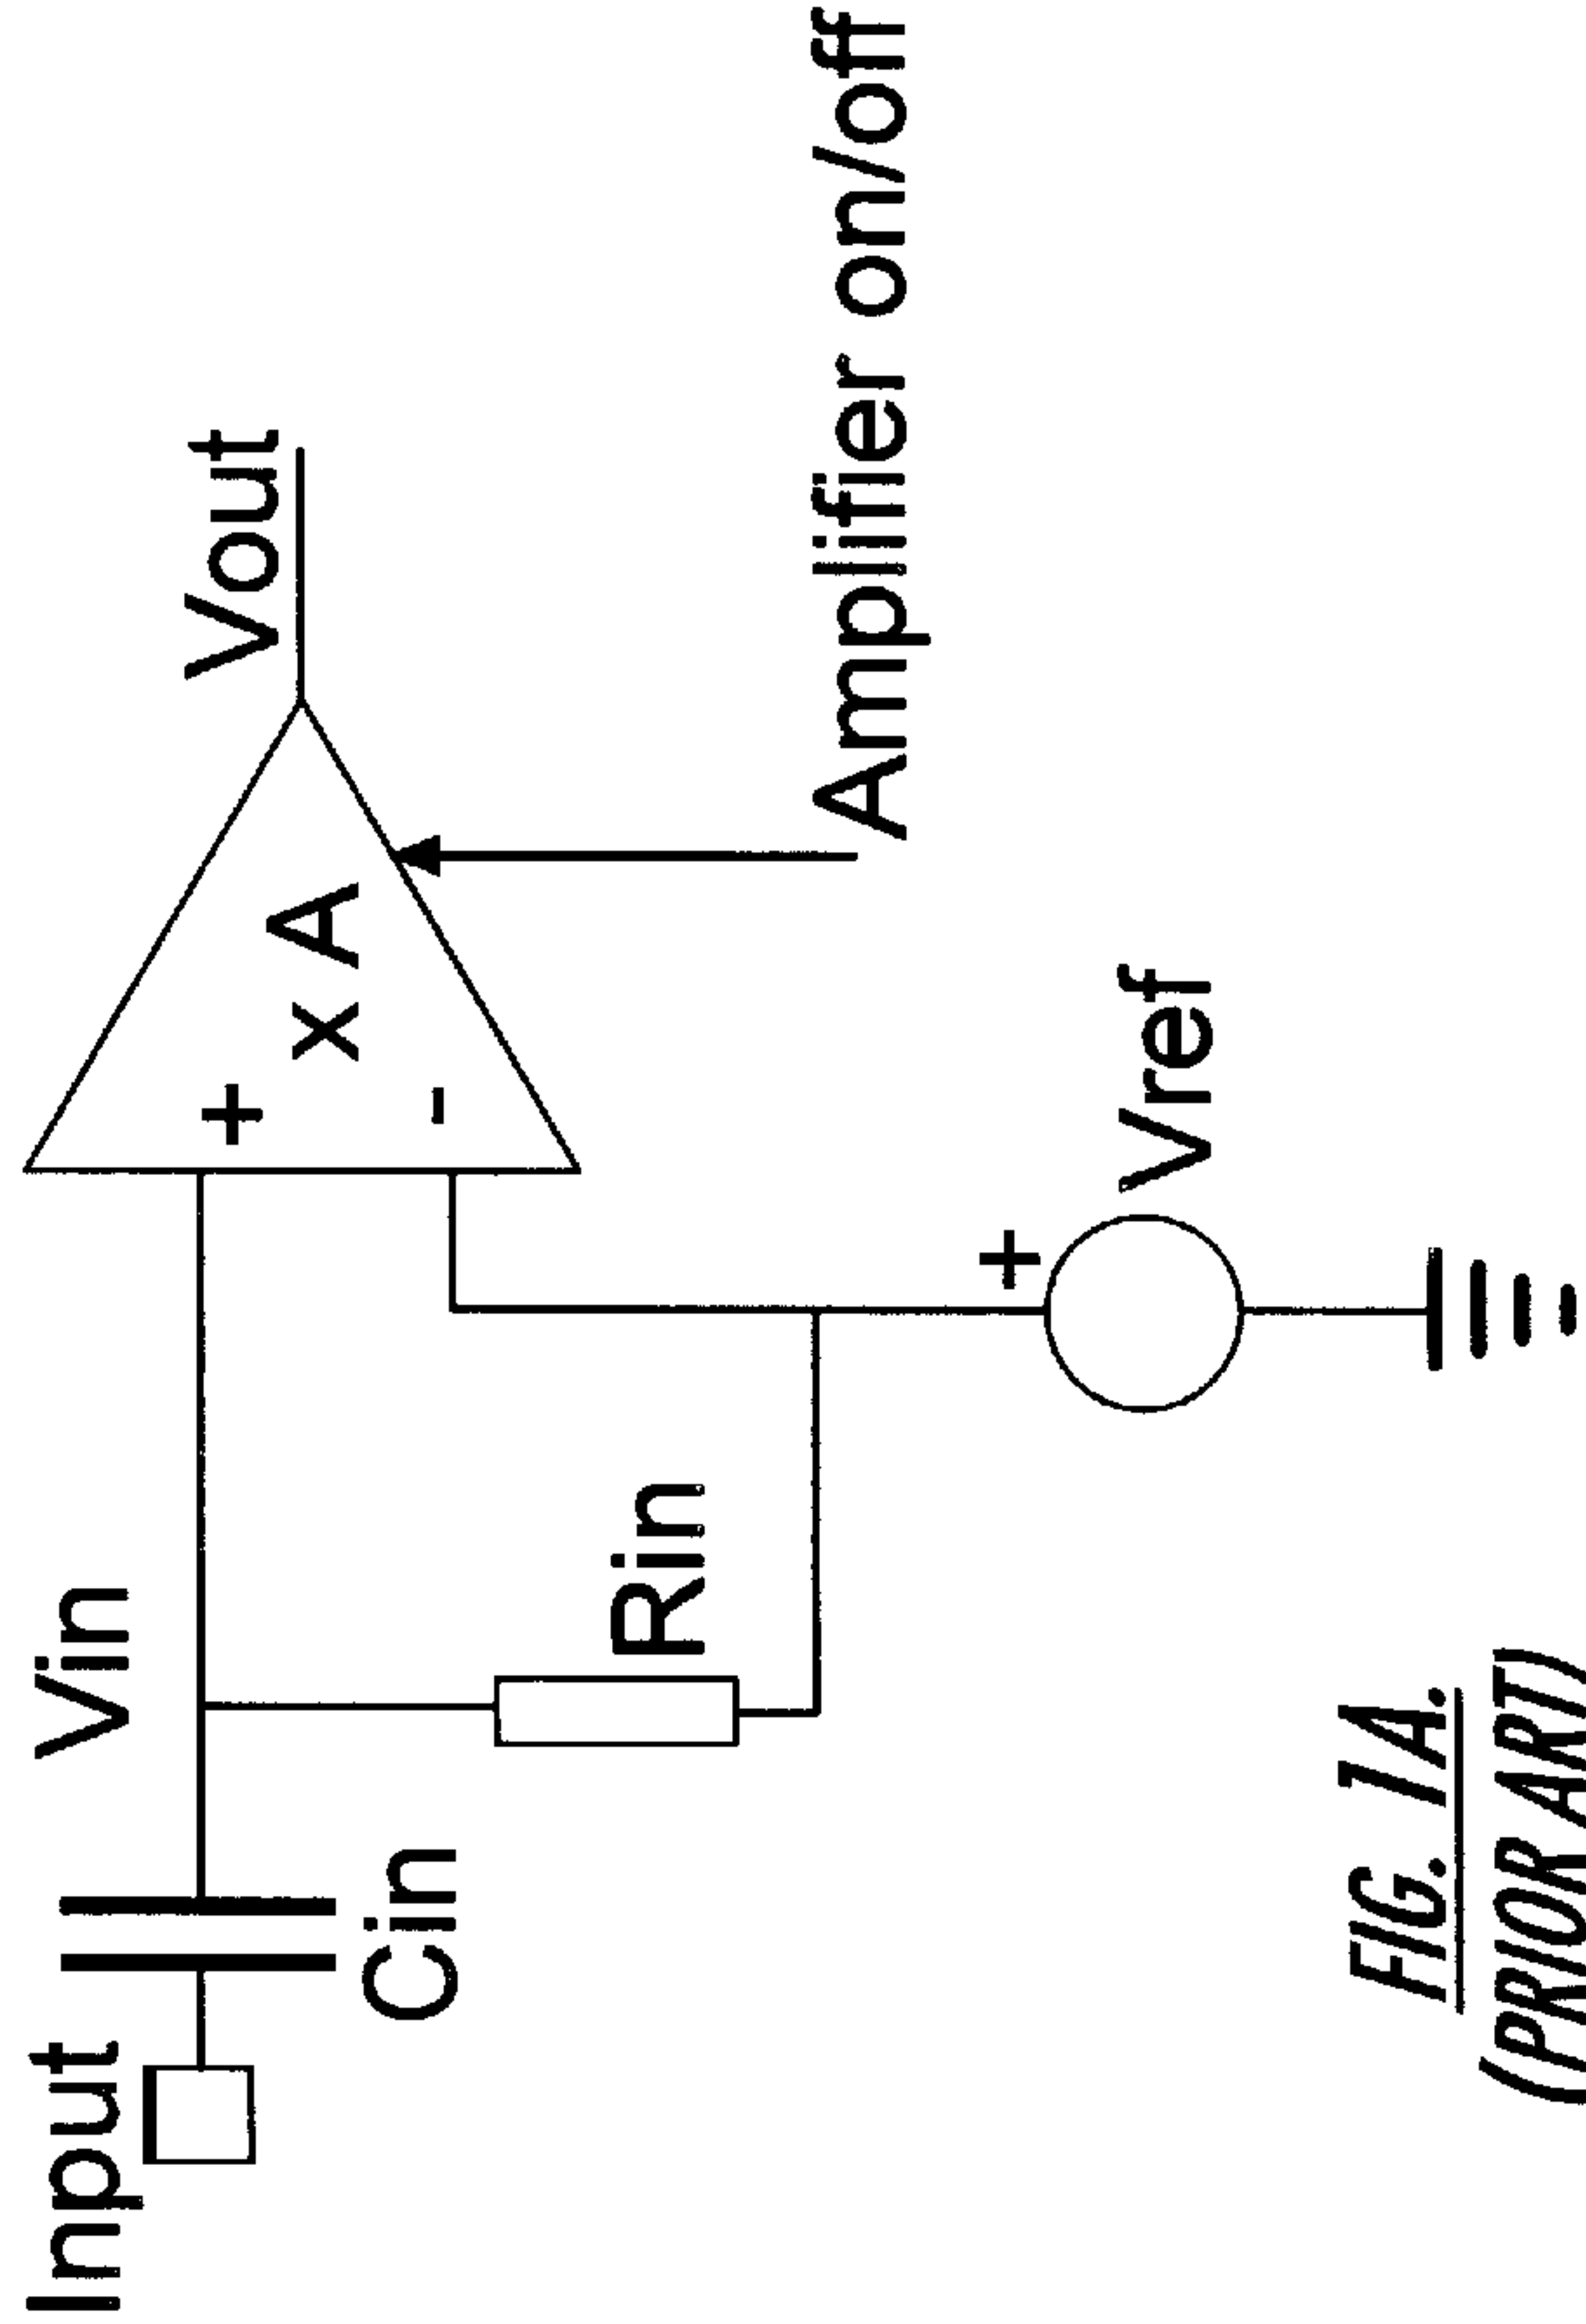 Input
Vin
Vout
+
x A
-
Cin
Rin
Amplifier on/off
+
Vref
FIG. 1A.
(PRIOR ART)